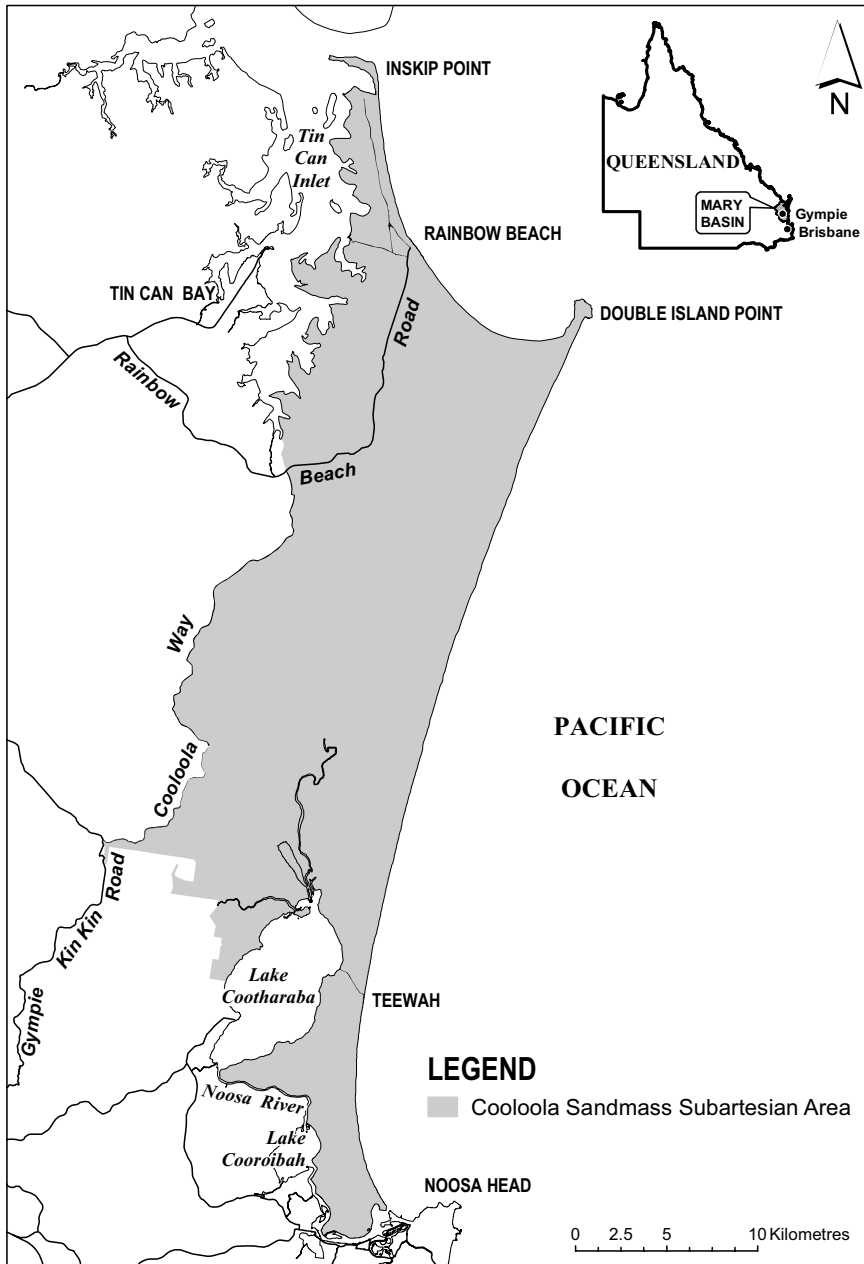 INSKIP POINT
N
Tin
Can
Inlet
QUEENSLAND
MARY
BASIN
Gympie
Brisbane
RAINBOW BEACH
TIN CAN BAY
DOUBLE ISLAND POINT
Road
Rainbow
Beach
Way
Cooloola
PACIFIC
OCEAN
Road
Kin Kin
Gympie
Lake
Cootharaba
TEEWAH
LEGEND
Cooloola Sandmass Subartesian Area
Noosa River
Lake
Cooroibah
NOOSA HEAD
0 2.5 5 10 Kilometres